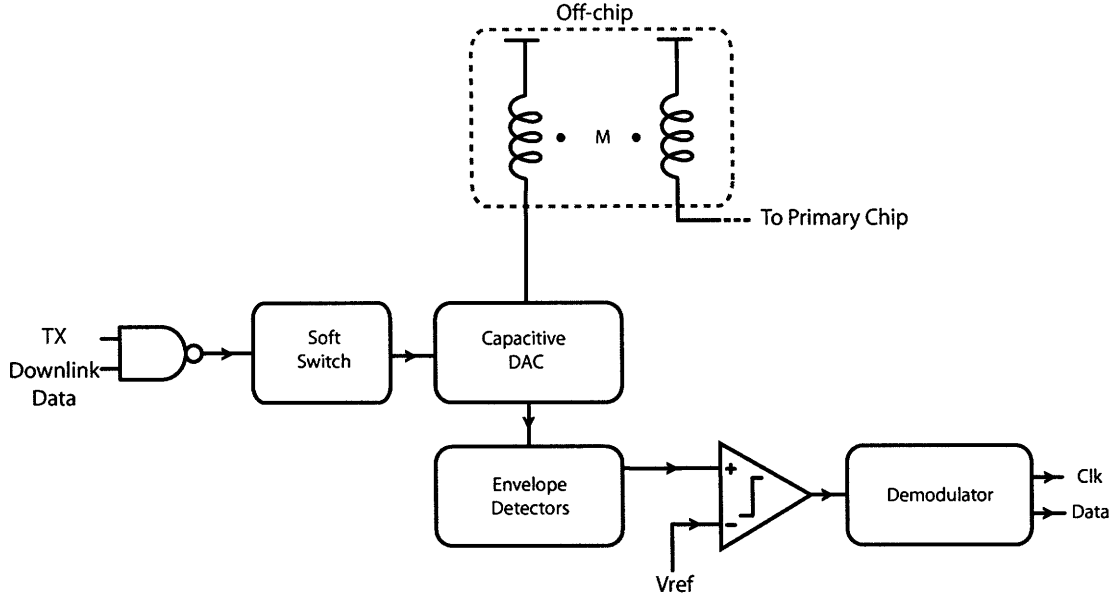 Off-chip
M
To Primary Chip
TX
Downlink
Data
Soft
Switch
Capacitive
DAC
Envelope
Detectors
+
-
Vref
Demodulator
Clk
Data